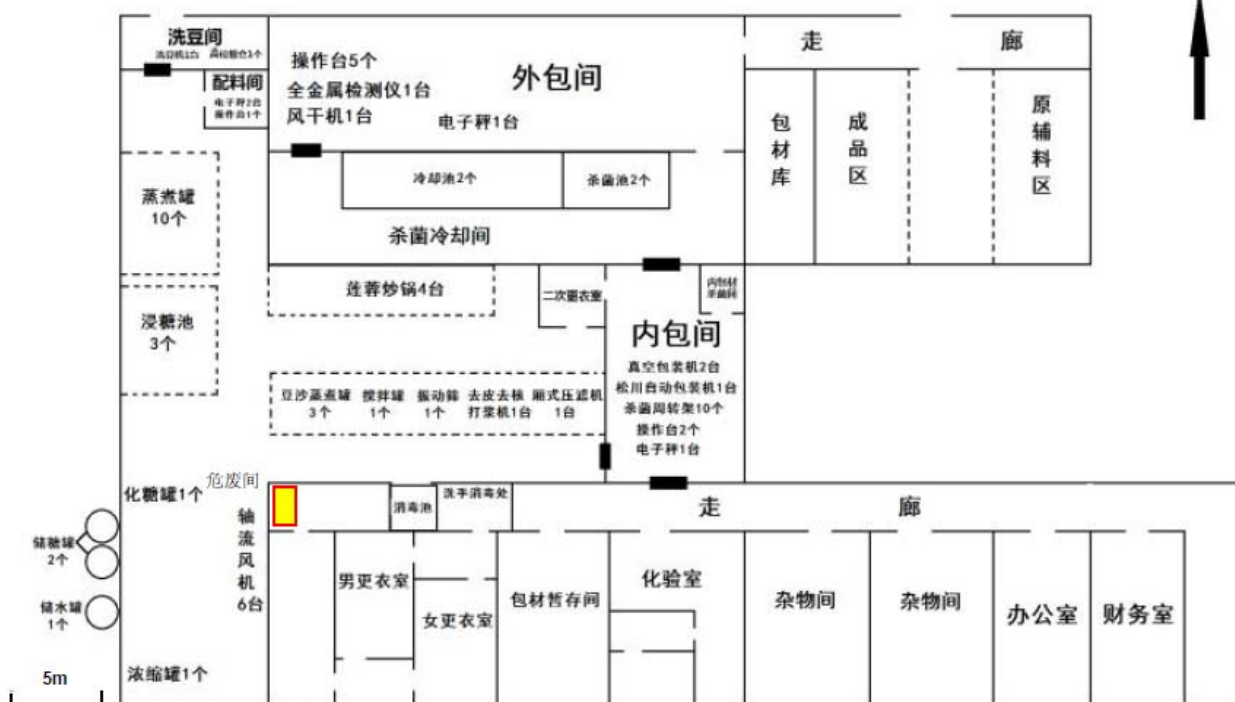 洗豆间
走
廊
操作台5个
配料间
全金属检测仪1台
外包间
电子秤2台
操作台1个
风干机1台
电子秤1台
包材库
成品区
原辅料区
冷却池2个
杀菌池2个
蒸煮罐
10个
杀菌冷却间
莲蓉炒锅4台
二次更衣室
内包材
杀菌间
浸糖池
3个
内包间
真空包装机2台
松川自动包装机1台
杀菌周转架10个
操作台2个
电子秤1台
豆沙蒸煮罐
3个
搅拌罐
1个
振动筛
1个
去皮去核
打浆机1台
厢式压滤机
1台
危废间
化糖罐1个
消毒池
洗手消毒处
走
廊
轴流风机
6台
储糖罐
2个
储水罐
1个
男更衣室
女更衣室
包材暂存间
化验室
杂物间
杂物间
办公室
财务室
浓缩罐1个
5m